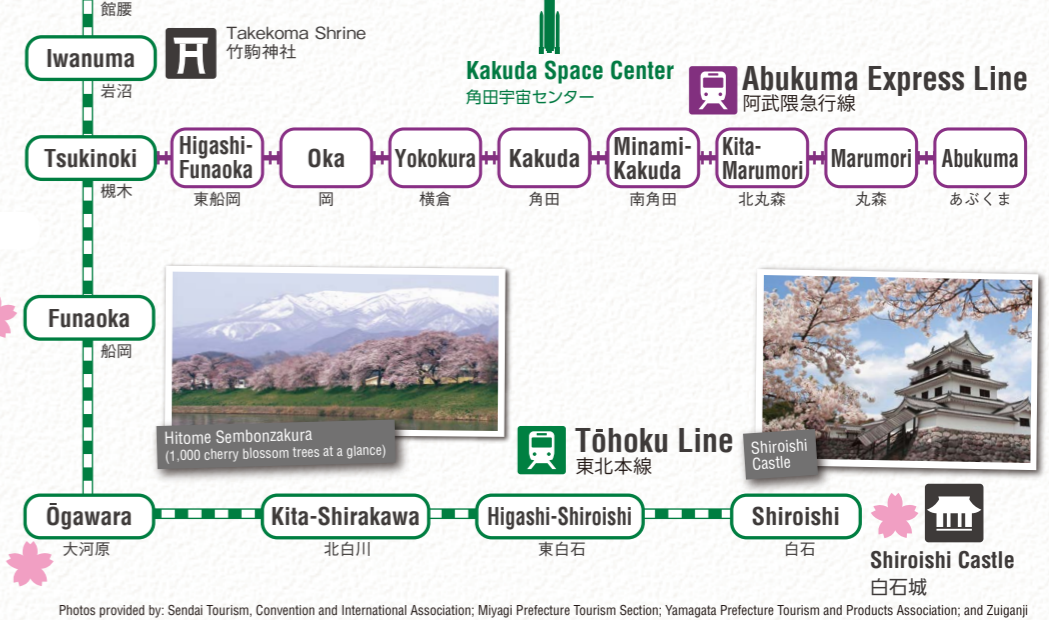 館腰
Iwanuma
岩沼
Takekoma Shrine
竹駒神社
Kakuda Space Center
角田宇宙センター
Abukuma Express Line
阿武隈急行線
Tsukinoki
槻木
Higashi-
Funaoka
東船岡
Oka
岡
Yokokura
横倉
Kakuda
角田
Minami-
Kakuda
南角田
Kita-
Marumori
北丸森
Marumori
丸森
Abukuma
あぶくま
Funaoka
船岡
Hitome Sembonzakura
(1,000 cherry blossom trees at a glance)
Tōhoku Line
東北本線
Shiroishi
Castle
Ōgawara
大河原
Kita-Shirakawa
北白川
Higashi-Shiroishi
東白石
Shiroishi
白石
Shiroishi Castle
白石城
Photos provided by: Sendai Tourism, Convention and International Association; Miyagi Prefecture Tourism Section; Yamagata Prefecture Tourism and Products Association; and Zuiganji